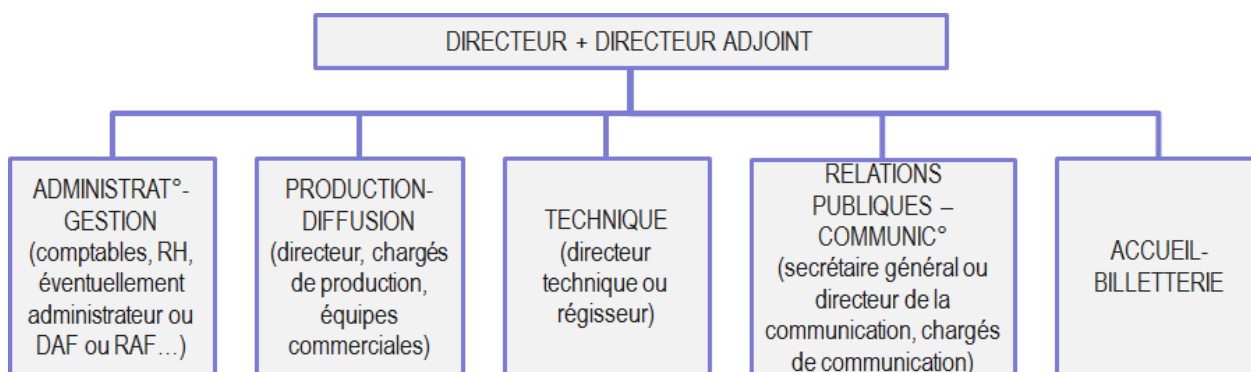 DIRECTEUR + DIRECTEUR ADJOINT
ADMINISTRAT°-
GESTION
(comptables, RH,
éventuellement
administrateur ou
DAF ou RAF…)
PRODUCTION-
DIFFUSION
(directeur, chargés
de production,
équipes
commerciales)
TECHNIQUE
(directeur
technique ou
régisseur)
RELATIONS
PUBLIQUES –
COMMUNIC°
(secrétaire général ou
directeur de la
communication, chargés
de communication)
ACCUEIL-
BILLETTERIE